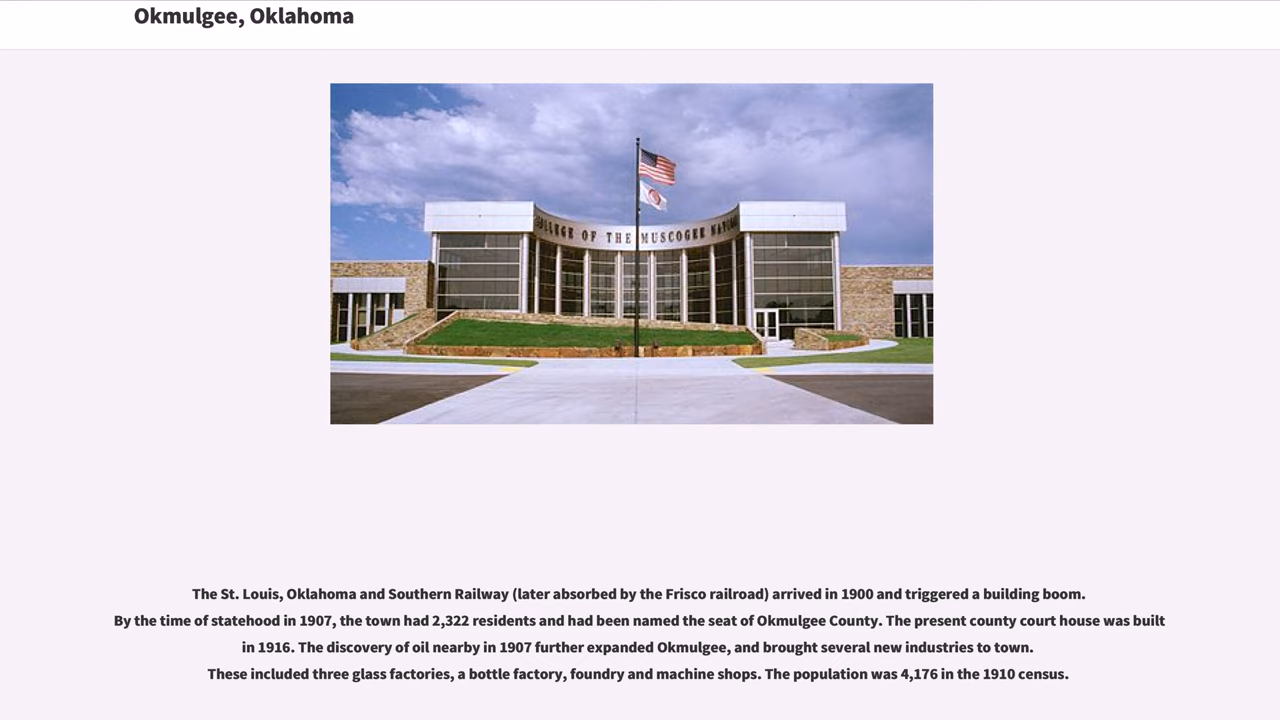 Okmulgee, Oklahoma
COLLEGE OF THE MUSCOGEE NATION
The St. Louis, Oklahoma and Southern Railway (later absorbed by the Frisco railroad) arrived in 1900 and triggered a building boom.
By the time of statehood in 1907, the town had 2,322 residents and had been named the seat of Okmulgee County. The present county court house was built
in 1916. The discovery of oil nearby in 1907 further expanded Okmulgee, and brought several new industries to town.
These included three glass factories, a bottle factory, foundry and machine shops. The population was 4,176 in the 1910 census.